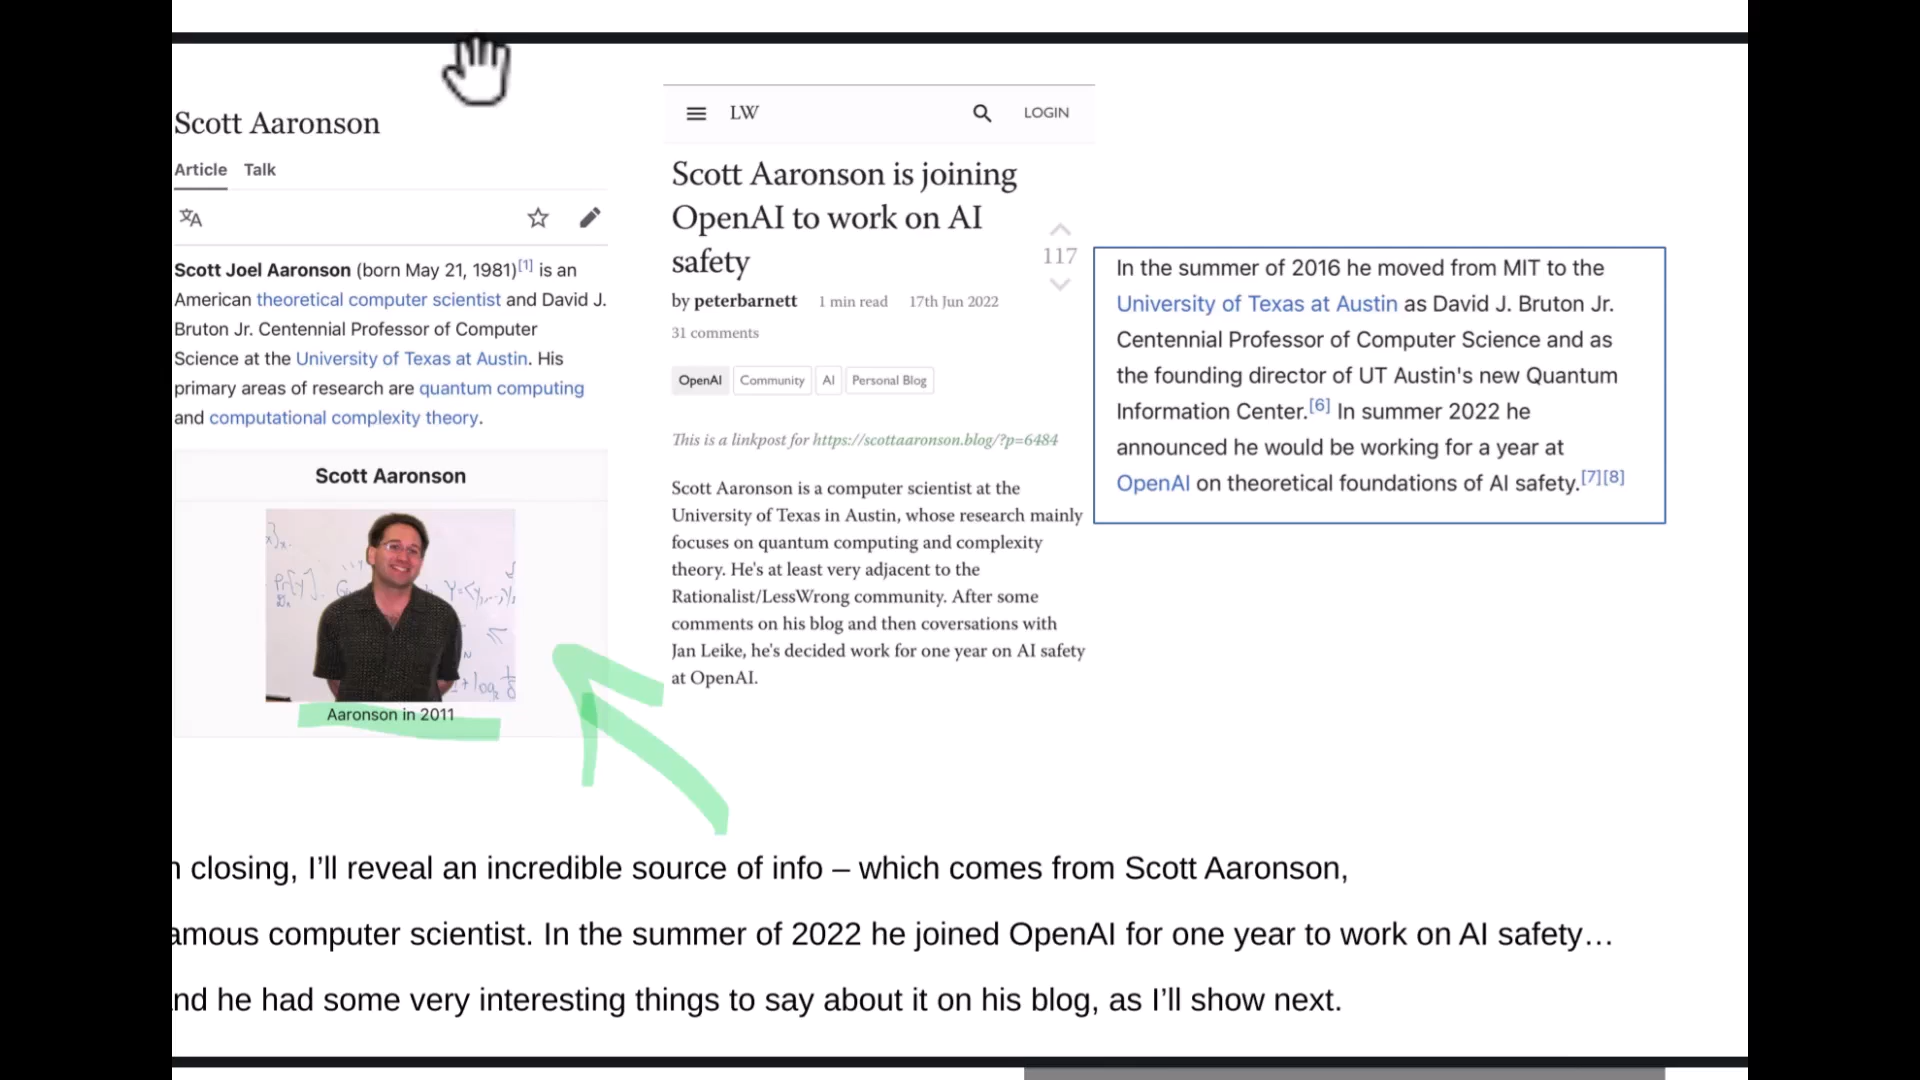 Scott Aaronson
Article Talk
Scott Joel Aaronson (born May 21, 1981)[1] is an
American theoretical computer scientist and David J.
Bruton Jr. Centennial Professor of Computer
Science at the University of Texas at Austin. His
primary areas of research are quantum computing
and computational complexity theory.
Scott Aaronson
Aaronson in 2011
LW
LOGIN
Scott Aaronson is joining
OpenAI to work on AI
safety
117
by peterbarnett 1 min read 17th Jun 2022
31 comments
OpenAI Community AI Personal Blog
This is a linkpost for https://scottaaronson.blog/?p=6484
Scott Aaronson is a computer scientist at the
University of Texas in Austin, whose research mainly
focuses on quantum computing and complexity
theory. He's at least very adjacent to the
Rationalist/LessWrong community. After some
comments on his blog and then coversations with
Jan Leike, he's decided work for one year on AI safety
at OpenAI.
In the summer of 2016 he moved from MIT to the
University of Texas at Austin as David J. Bruton Jr.
Centennial Professor of Computer Science and as
the founding director of UT Austin's new Quantum
Information Center.[6] In summer 2022 he
announced he would be working for a year at
OpenAI on theoretical foundations of AI safety.[7][8]
n closing, I’ll reveal an incredible source of info – which comes from Scott Aaronson,
amous computer scientist. In the summer of 2022 he joined OpenAI for one year to work on AI safety…
nd he had some very interesting things to say about it on his blog, as I’ll show next.